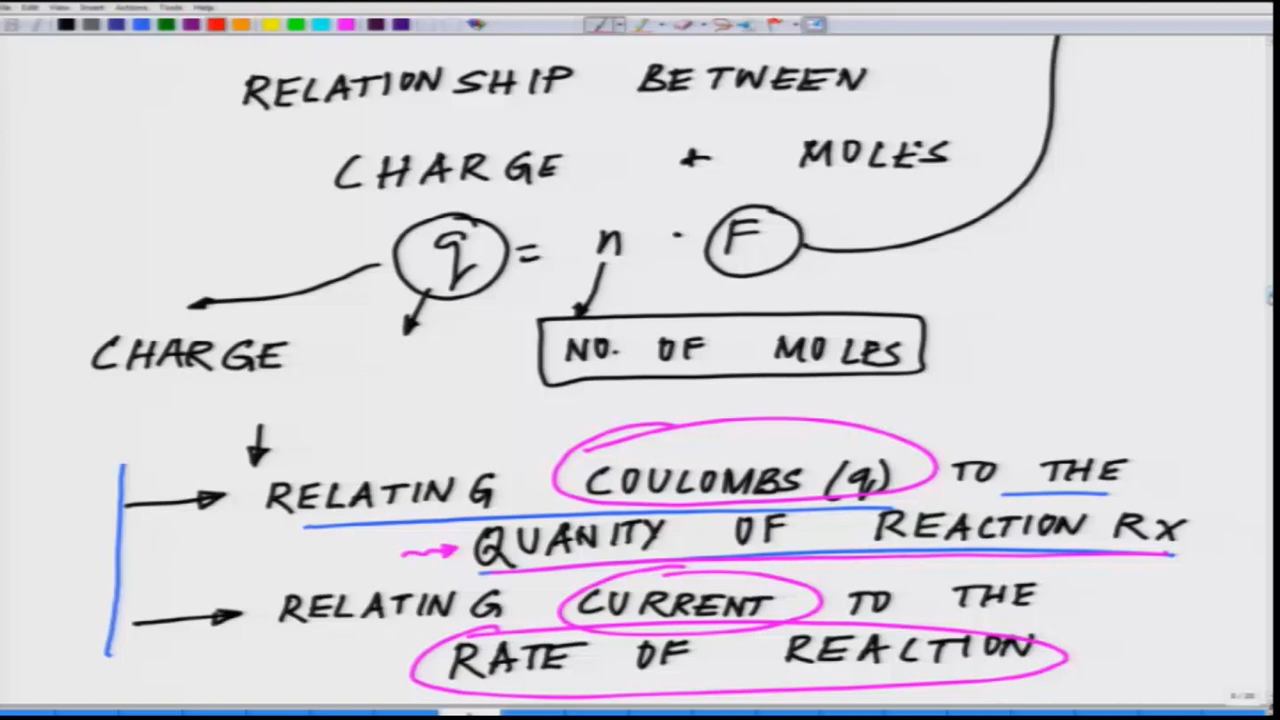 RELATIONSHIP BETWEEN
CHARGE + MOLES
q = n · F
CHARGE
NO. OF MOLES
RELATING COULOMBS (q) TO THE
QUANITY OF REACTION RX
RELATING CURRENT TO THE
RATE OF REACTION